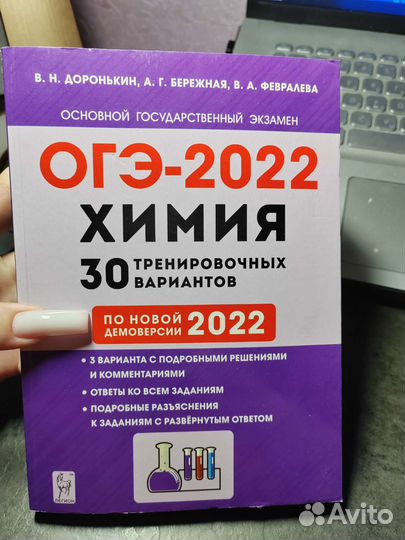 В. Н. ДОРОНЬКИН, А. Г. БЕРЕЖНАЯ, В. А. ФЕВРАЛЕВА
ОСНОВНОЙ ГОСУДАРСТВЕННЫЙ ЭКЗАМЕН
ОГЭ-2022
ХИМИЯ
30 ТРЕНИРОВОЧНЫХ
ВАРИАНТОВ
ПО НОВОЙ
ДЕМОВЕРСИИ 2022
• 3 ВАРИАНТА С ПОДРОБНЫМИ РЕШЕНИЯМИ
И КОММЕНТАРИЯМИ
• ОТВЕТЫ КО ВСЕМ ЗАДАНИЯМ
• ПОДРОБНЫЕ РАЗЪЯСНЕНИЯ
К ЗАДАНИЯМ С РАЗВЁРНУТЫМ ОТВЕТОМ
ЛЕГИОН
Avito